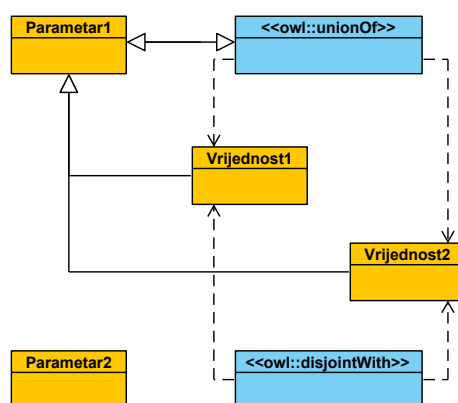 Parametar1
<<owl::unionOf>>
Vrijednost1
Vrijednost2
Parametar2
<<owl::disjointWith>>